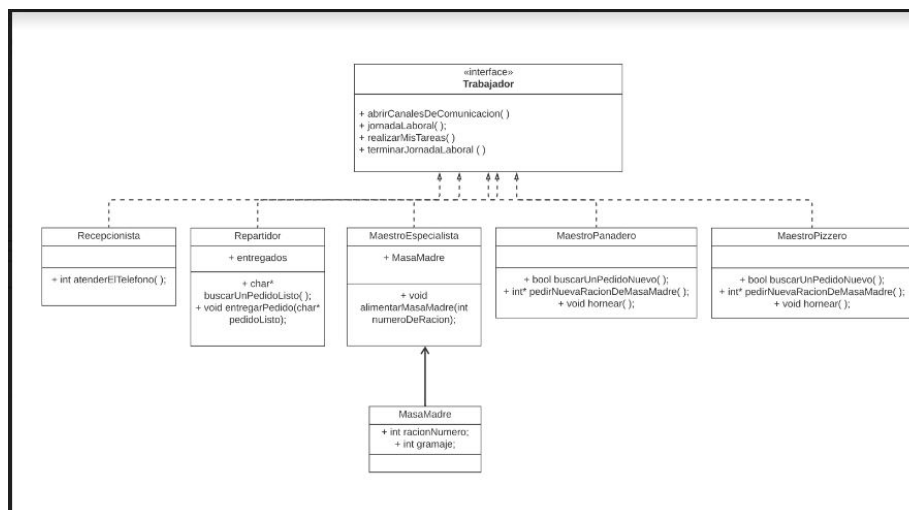 «interface»
Trabajador
+ abrirCanalesDeComunicacion( )
+ jornadaLaboral( );
+ realizarMisTareas( )
+ terminarJornadaLaboral ( )
Recepcionista
+ int atenderElTelefono( );
Repartidor
+ entregados
+ char*
buscarUnPedidoListo( );
+ void entregarPedido(char*
pedidoListo);
MaestroEspecialista
+ MasaMadre
+ void
alimentarMasaMadre(int
numeroDeRacion);
MaestroPanadero
+ bool buscarUnPedidoNuevo( );
+ int* pedirNuevaRacionDeMasaMadre( );
+ void hornear( );
MaestroPizzero
+ bool buscarUnPedidoNuevo( );
+ int* pedirNuevaRacionDeMasaMadre( );
+ void hornear( );
MasaMadre
+ int racionNumero;
+ int gramaje;